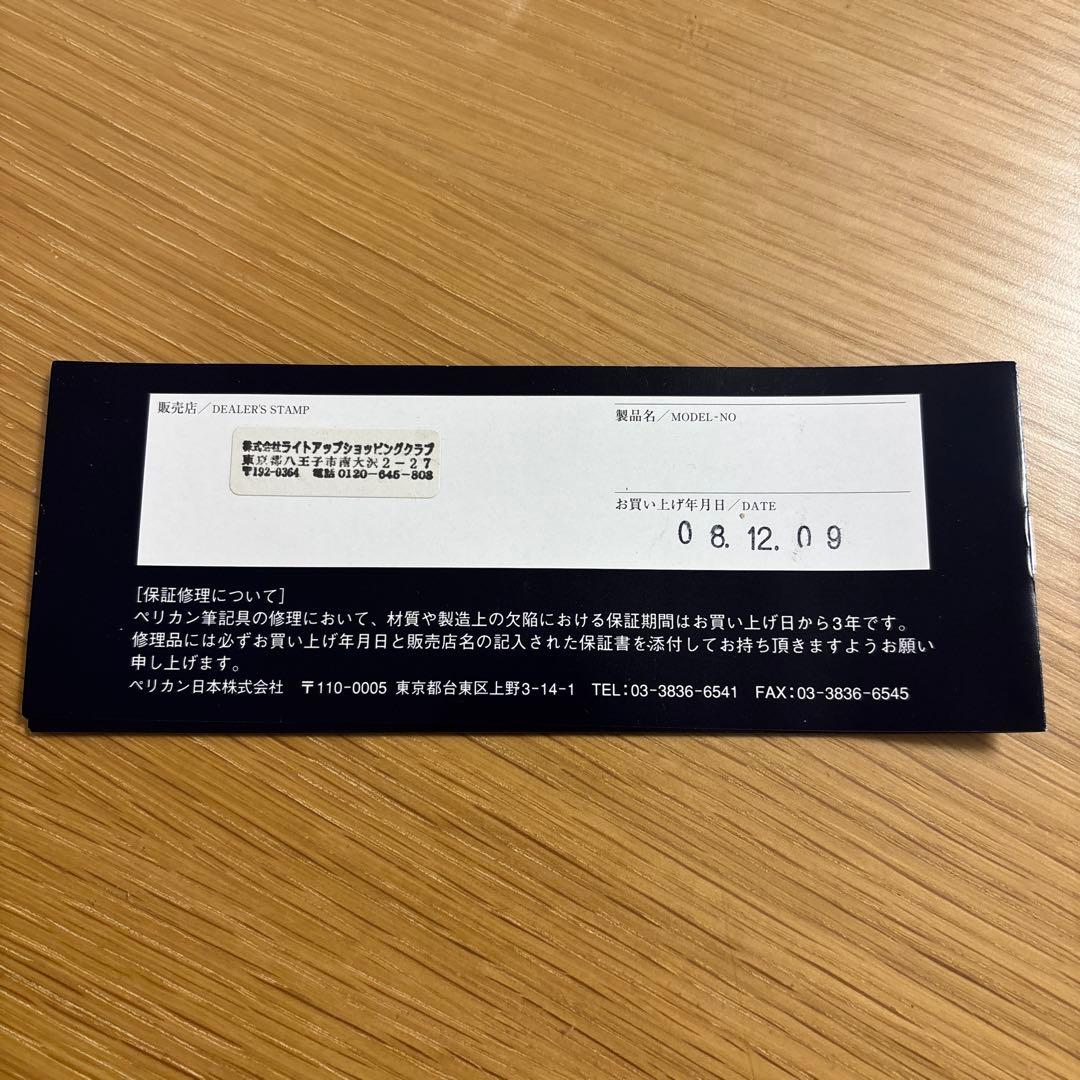 販売店／DEALER'S STAMP
株式会社ライトアップショッピングクラブ
東京都八王子市南大沢2-27
〒192-0364 電話0120-645-808
製品名／MODEL-NO
お買い上げ年月日／DATE
08.12.09
[保証修理について]
ペリカン筆記具の修理において、材質や製造上の欠陥における保証期間はお買い上げ日から3年です。
修理品には必ずお買い上げ年月日と販売店名の記入された保証書を添付してお持ち頂きますようお願い
申し上げます。
ペリカン日本株式会社 〒110-0005 東京都台東区上野3-14-1 TEL:03-3836-6541 FAX:03-3836-6545